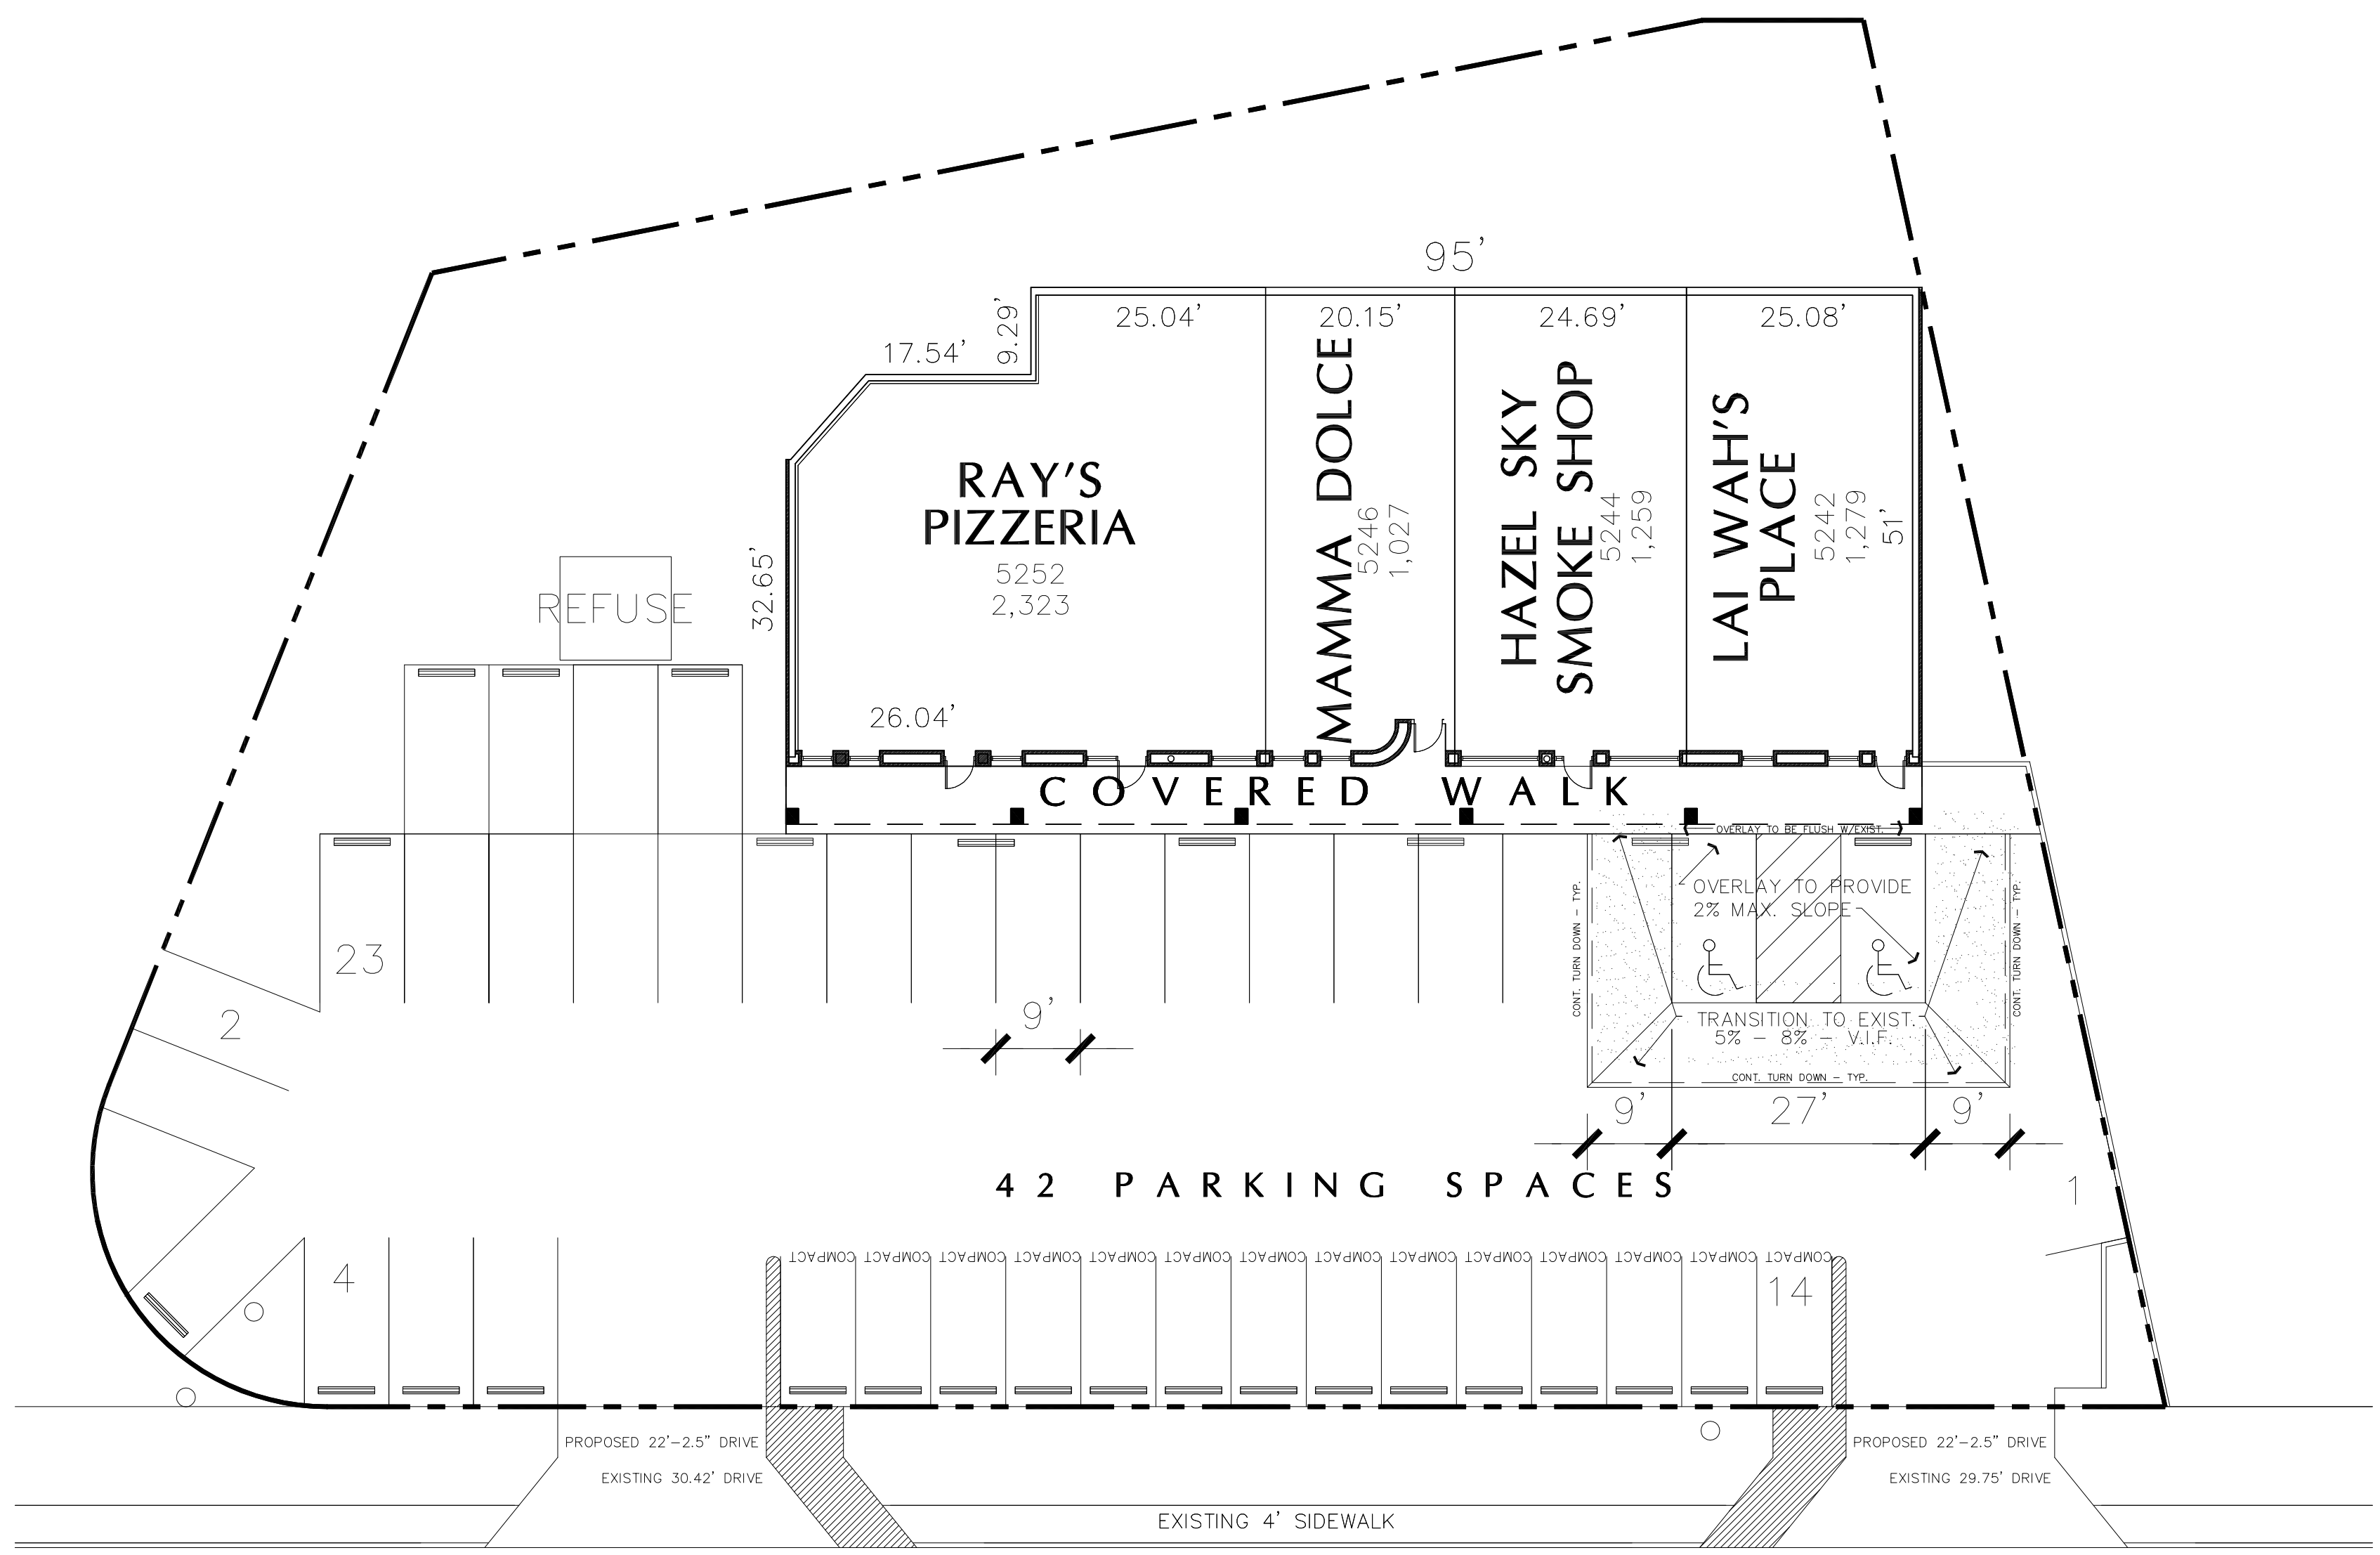 95'
25.04'
20.15'
24.69'
25.08'
9.29'
17.54'
RAY'S
PIZZERIA
5252
2,323
MAMMA DOLCE
5246
1,027
HAZEL SKY
SMOKE SHOP
5244
1,259
LAI WAH'S
PLACE
5242
1,279
51'
32.65'
REFUSE
26.04'
COVERED WALK
OVERLAY TO BE FLUSH W/EXIST.
OVERLAY TO PROVIDE
2% MAX. SLOPE
CONT. TURN DOWN - TYP.
CONT. TURN DOWN - TYP.
TRANSITION TO EXIST.
5% - 8% - V.I.F.
CONT. TURN DOWN - TYP.
23
2
9'
9'
27'
9'
42 PARKING SPACES
1
COMPACT COMPACT COMPACT COMPACT COMPACT COMPACT COMPACT COMPACT COMPACT COMPACT COMPACT COMPACT COMPACT COMPACT
4
14
PROPOSED 22'-2.5" DRIVE
EXISTING 30.42' DRIVE
PROPOSED 22'-2.5" DRIVE
EXISTING 29.75' DRIVE
EXISTING 4' SIDEWALK